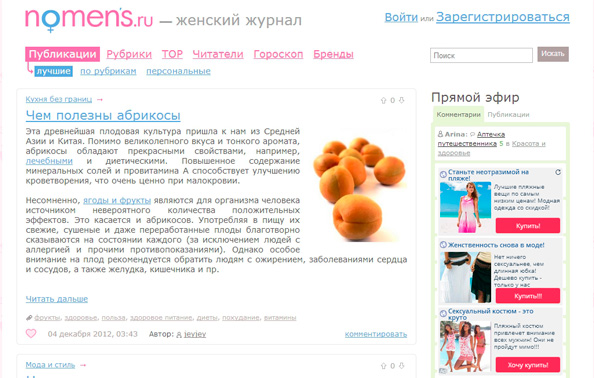 nomen's.ru — женский журнал
Войти или Зарегистрироваться
Публикации Рубрики TOP Читатели Гороскоп Бренды
Поиск Искать
лучшие по рубрикам персональные
Кухня без границ →
0
Чем полезны абрикосы
Эта древнейшая плодовая культура пришла к нам из Средней
Азии и Китая. Помимо великолепного вкуса и тонкого аромата,
абрикосы обладают прекрасными свойствами, например,
лечебными и диетическими. Повышенное содержание
минеральных солей и провитамина А способствует улучшению
кроветворения, что очень ценно при малокровии.
Несомненно, ягоды и фрукты являются для организма человека
источником невероятного количества положительных
эффектов. Это касается и абрикосов. Употребляя в пищу их
свежие, сушеные и даже переработанные плоды благотворно
сказываются на состоянии каждого (за исключением людей с
аллергией и прочими противопоказаниями). Однако особое
внимание на плод рекомендуется обратить людям с ожирением, заболеваниями сердца
и сосудов, а также желудка, кишечника и пр.
Читать дальше
фрукты, здоровье, польза, здоровое питание, диеты, похудание, витамины
04 декабря 2012, 03:43 Автор: jeviev комментировать
Мода и стиль →
0
Прямой эфир
Комментарии Публикации
Arina: Аптечка
путешественника 5 в Красота и
здоровье
Станьте неотразимой на
пляже!
Лучшие пляжные
вещи по самым
низким ценам! Модная
одежда со скидкой!
Купить!
Женственность снова в моде!
Нет ничего
сексуальнее, чем
длинная юбка!
Дешево купить -
только у нас
Купить!!!
Сексуальный костюм - это
круто
Пляжный костюм
привлечет внимание
всех мужчин! Они не
пройдут мимо!!!
Хочу купить!